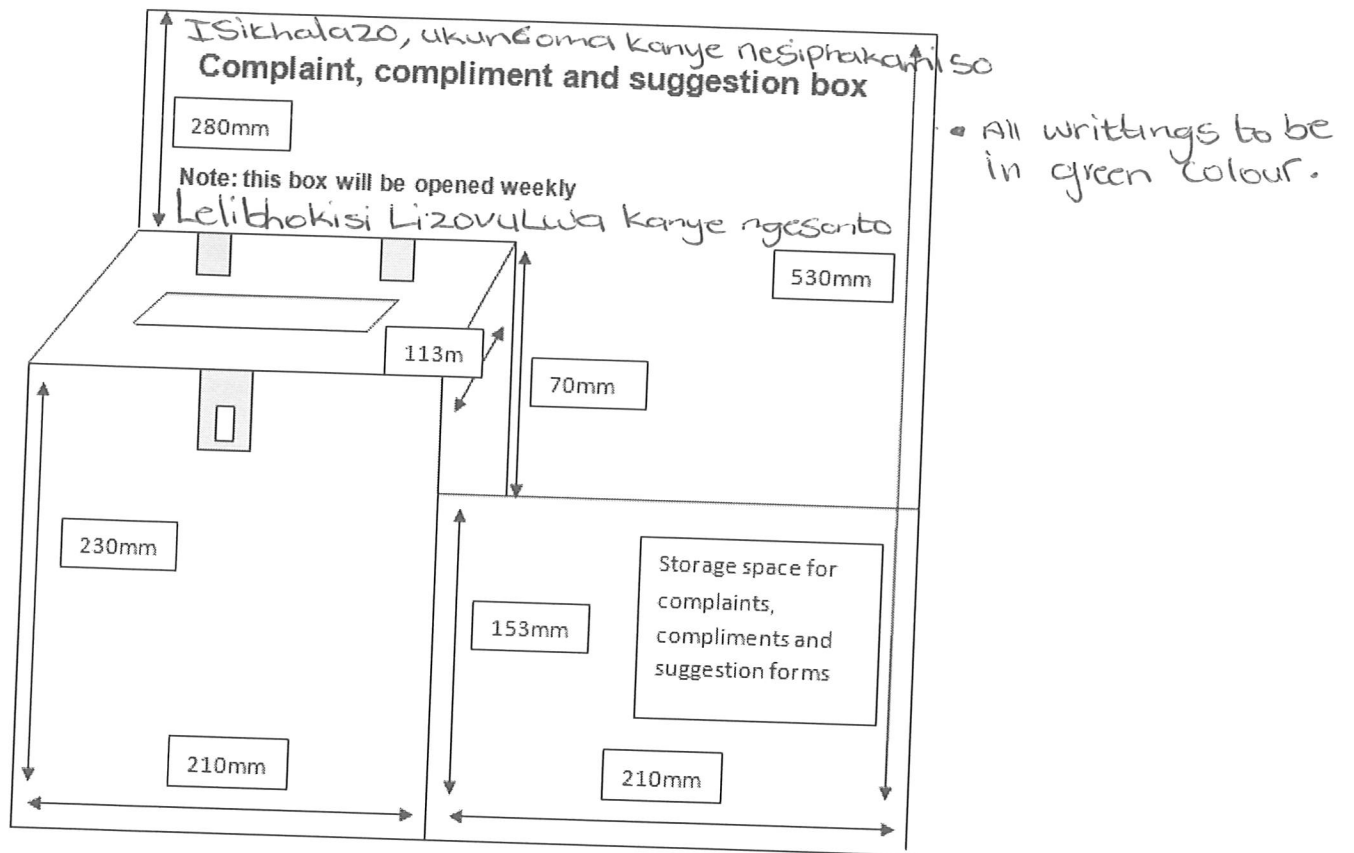 ISikhalazo, ukuncoma kanye nesiphakamiso
Complaint, compliment and suggestion box
280mm
• All writtings to be
in green colour.
Note: this box will be opened weekly
Lelibhokisi Lizovulwa kanye ngesonto
530mm
113m
70mm
230mm
153mm
Storage space for
complaints,
compliments and
suggestion forms
210mm
210mm